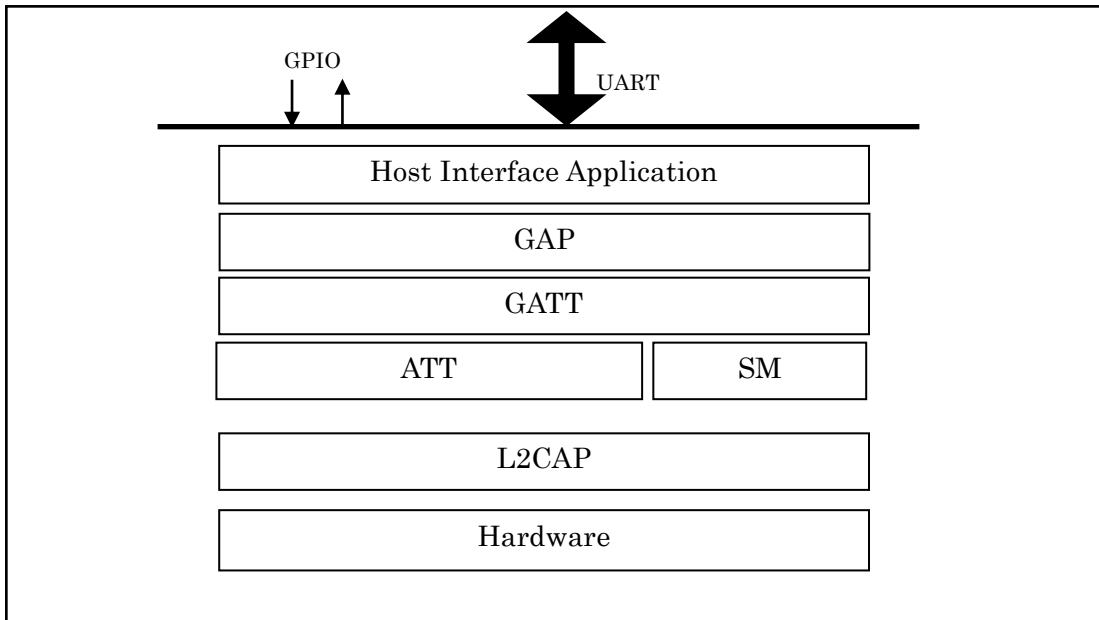 GPIO
UART
Host Interface Application
GAP
GATT
ATT SM
L2CAP
Hardware